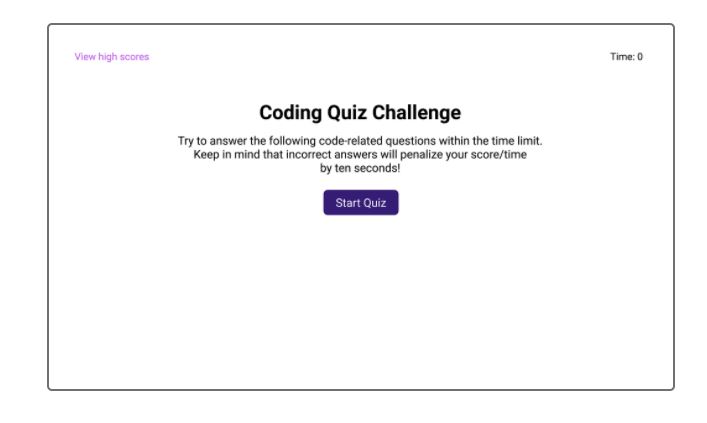 View high scores
Time: 0
Coding Quiz Challenge
Try to answer the following code-related questions within the time limit.
Keep in mind that incorrect answers will penalize your score/time
by ten seconds!
Start Quiz